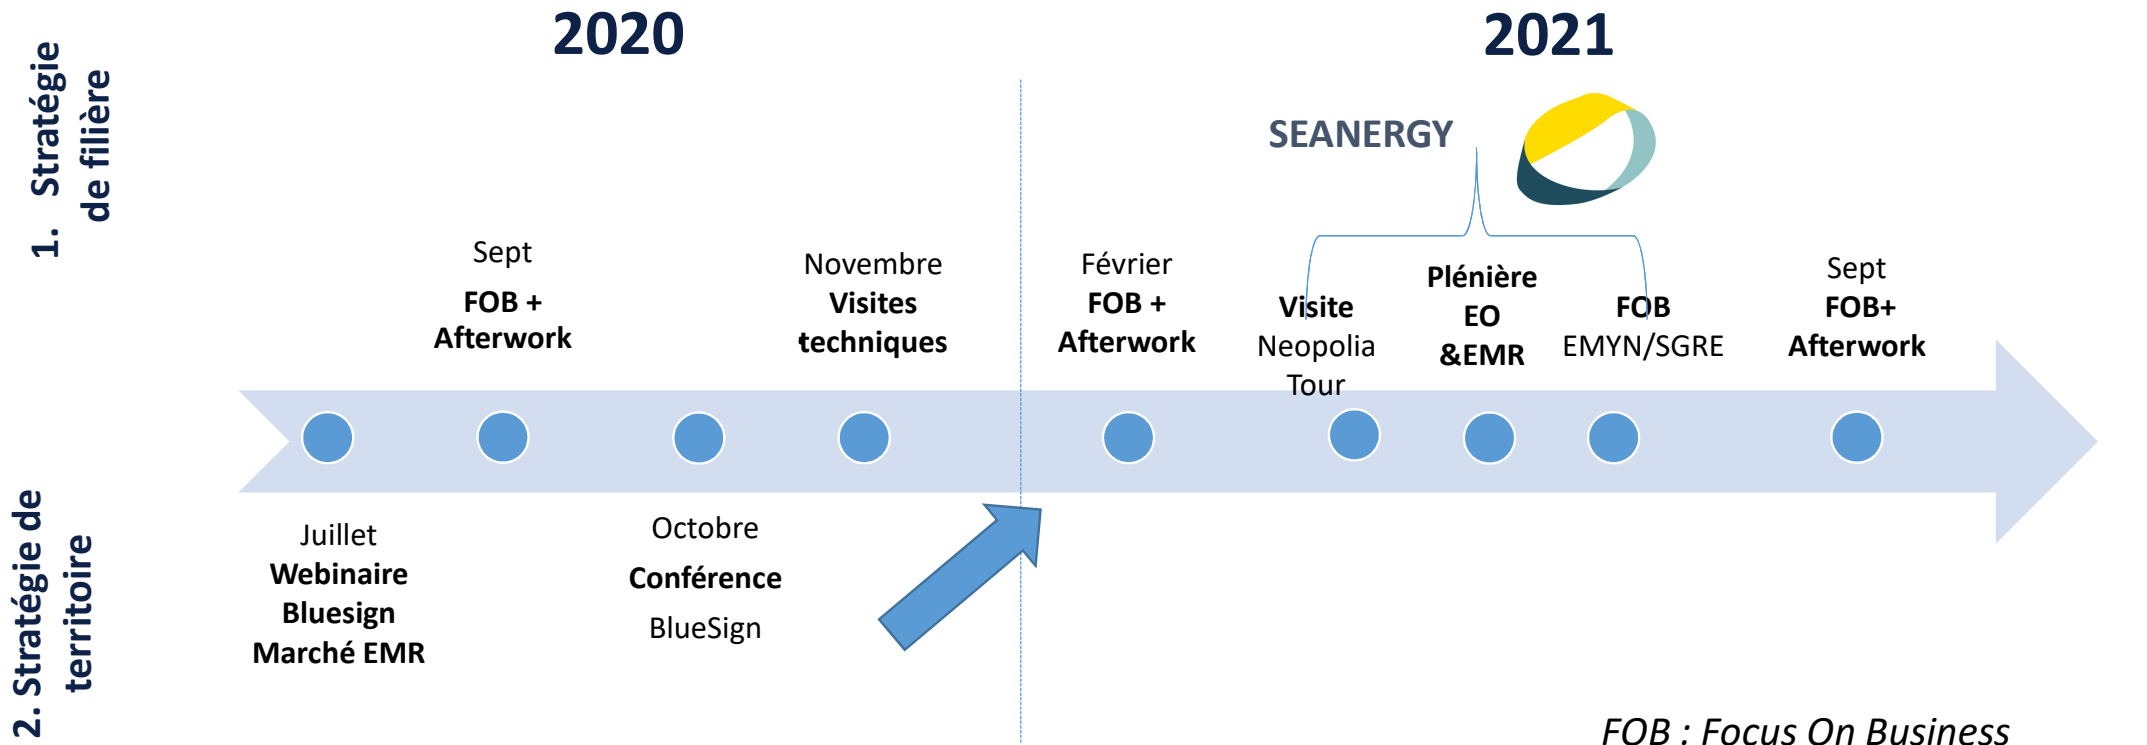 2020
2021
1. Stratégie
de filière
SEANERGY
Sept
FOB +
Afterwork
Novembre
Visites
techniques
Février
FOB +
Afterwork
Visite
Neopolia
Tour
Plénière
EO
&EMR
FOB
EMYN/SGRE
Sept
FOB+
Afterwork
2. Stratégie de
territoire
Juillet
Webinaire
Bluesign
Marché EMR
Octobre
Conférence
BlueSign
FOB : Focus On Business